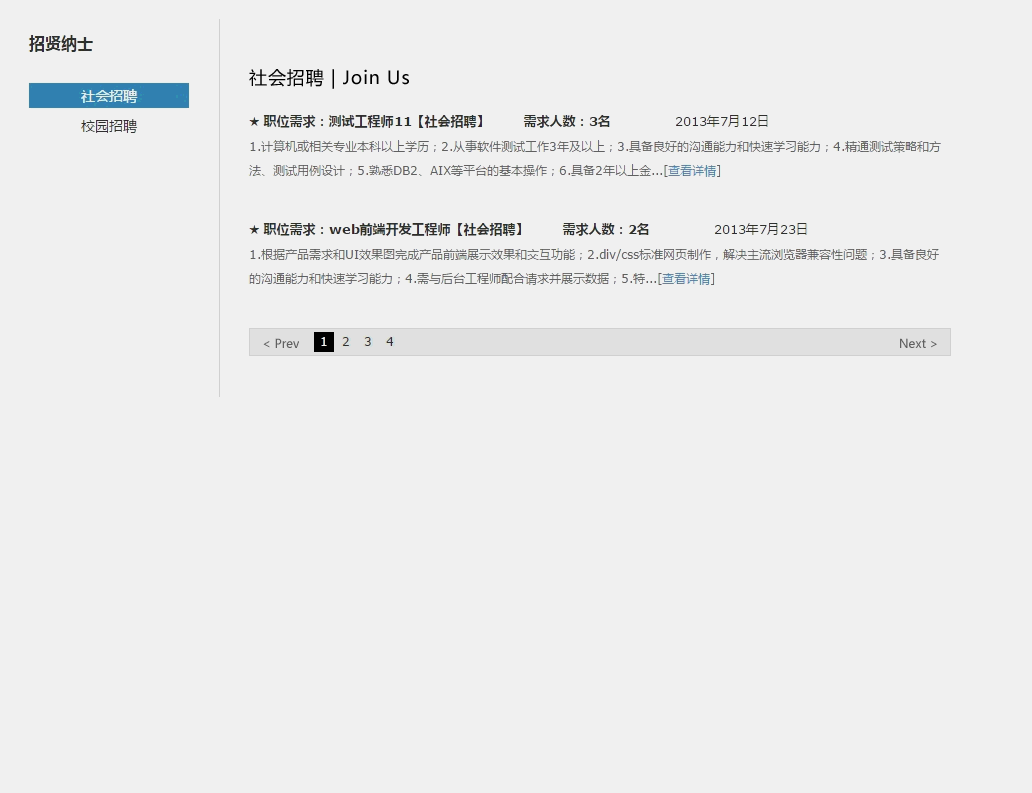 招贤纳士
社会招聘
校园招聘
社会招聘 | Join Us
★ 职位需求：测试工程师11【社会招聘】 需求人数：3名 2013年7月12日
1.计算机或相关专业本科以上学历；2.从事软件测试工作3年及以上；3.具备良好的沟通能力和快速学习能力；4.精通测试策略和方
法、测试用例设计；5.熟悉DB2、AIX等平台的基本操作；6.具备2年以上金...[查看详情]
★ 职位需求：web前端开发工程师【社会招聘】 需求人数：2名 2013年7月23日
1.根据产品需求和UI效果图完成产品前端展示效果和交互功能；2.div/css标准网页制作，解决主流浏览器兼容性问题；3.具备良好
的沟通能力和快速学习能力；4.需与后台工程师配合请求并展示数据；5.特...[查看详情]
< Prev 1 2 3 4 Next >